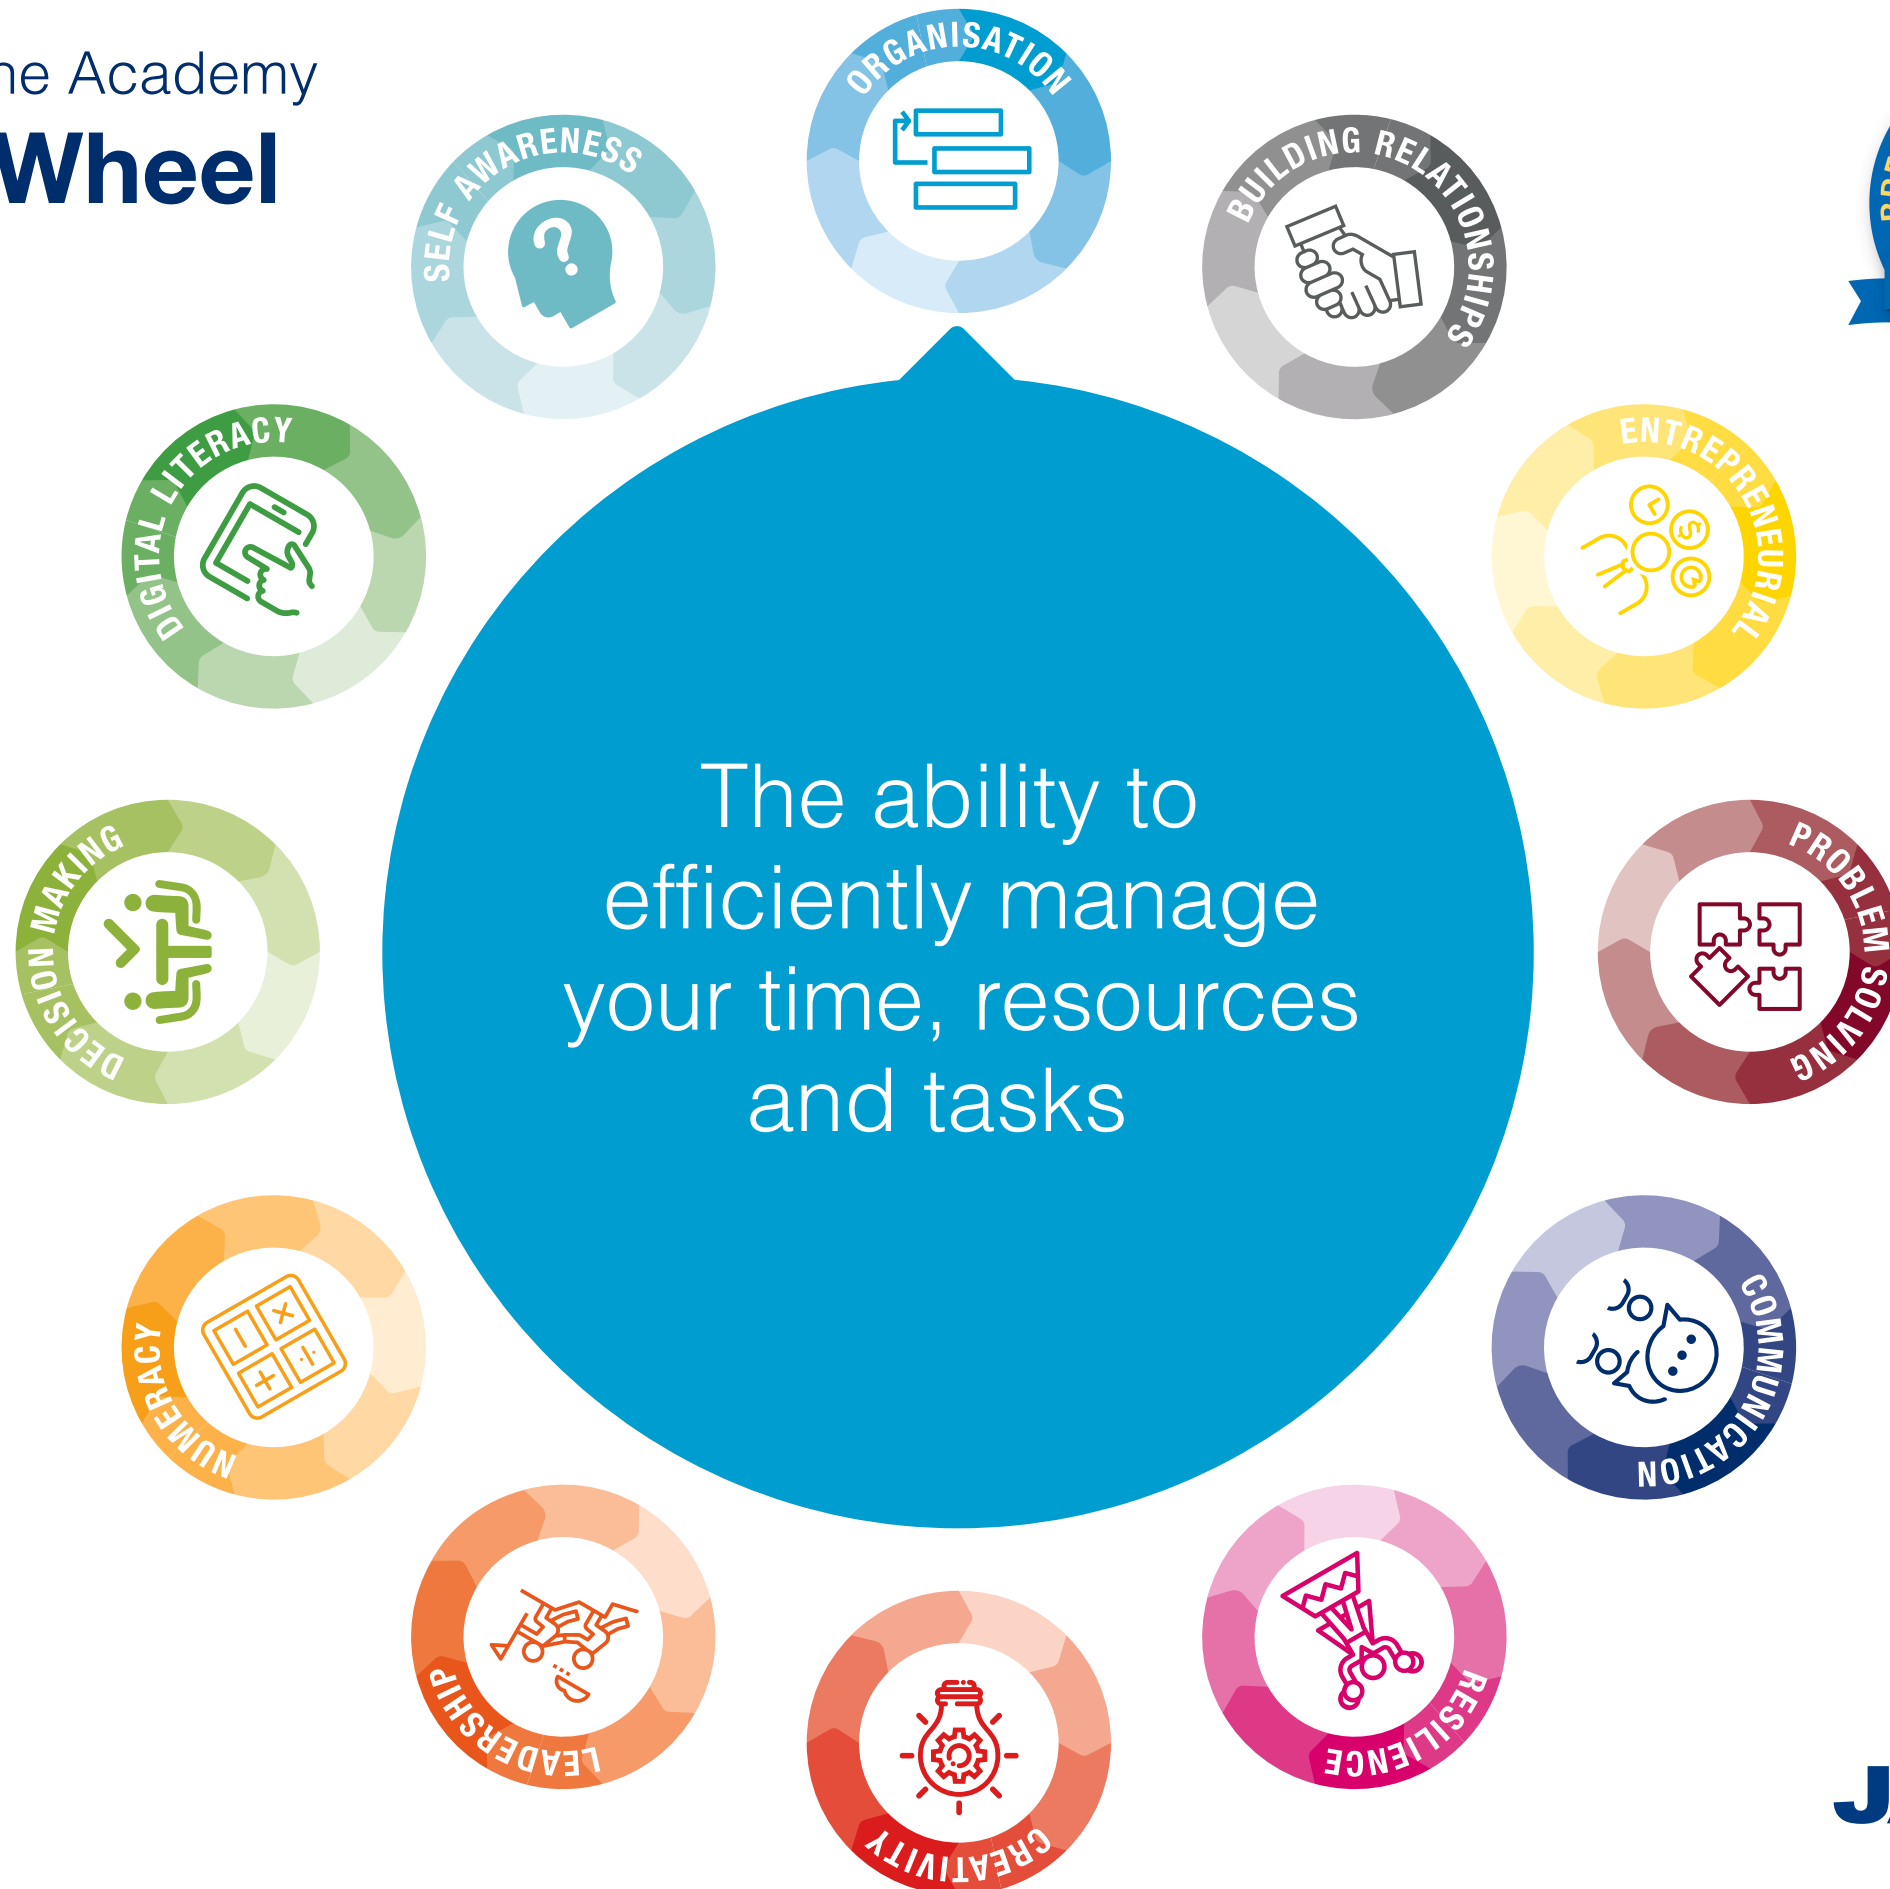 ne Academy
Wheel
ORGANISATION
BUILDING RELATIONSHIPS
ENTREPRENEURIAL
PROBLEM SOLVING
COMMUNICATION
RESILIENCE
CREATIVITY
LEADERSHIP
NUMERACY
DECISION MAKING
DIGITAL LITERACY
SELF AWARENESS
The ability to
efficiently manage
your time, resources
and tasks